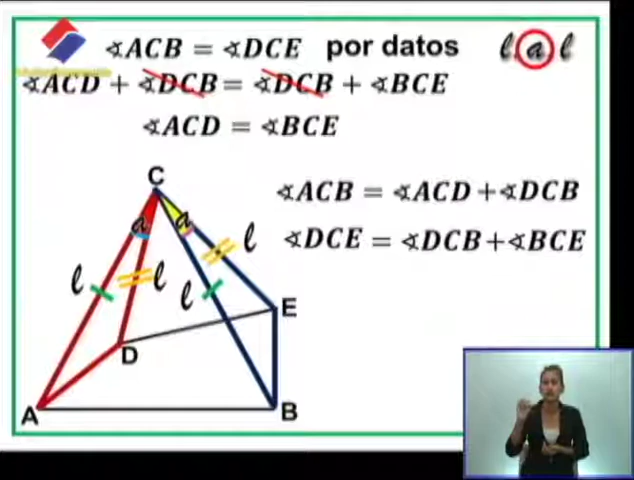 ∢ACB = ∢DCE por datos
l a l
∢ACD + ∢DCB = ∢DCB + ∢BCE
∢ACD = ∢BCE
∢ACB = ∢ACD+∢DCB
∢DCE = ∢DCB+∢BCE
C
a a
l
l l l
E
D
A B